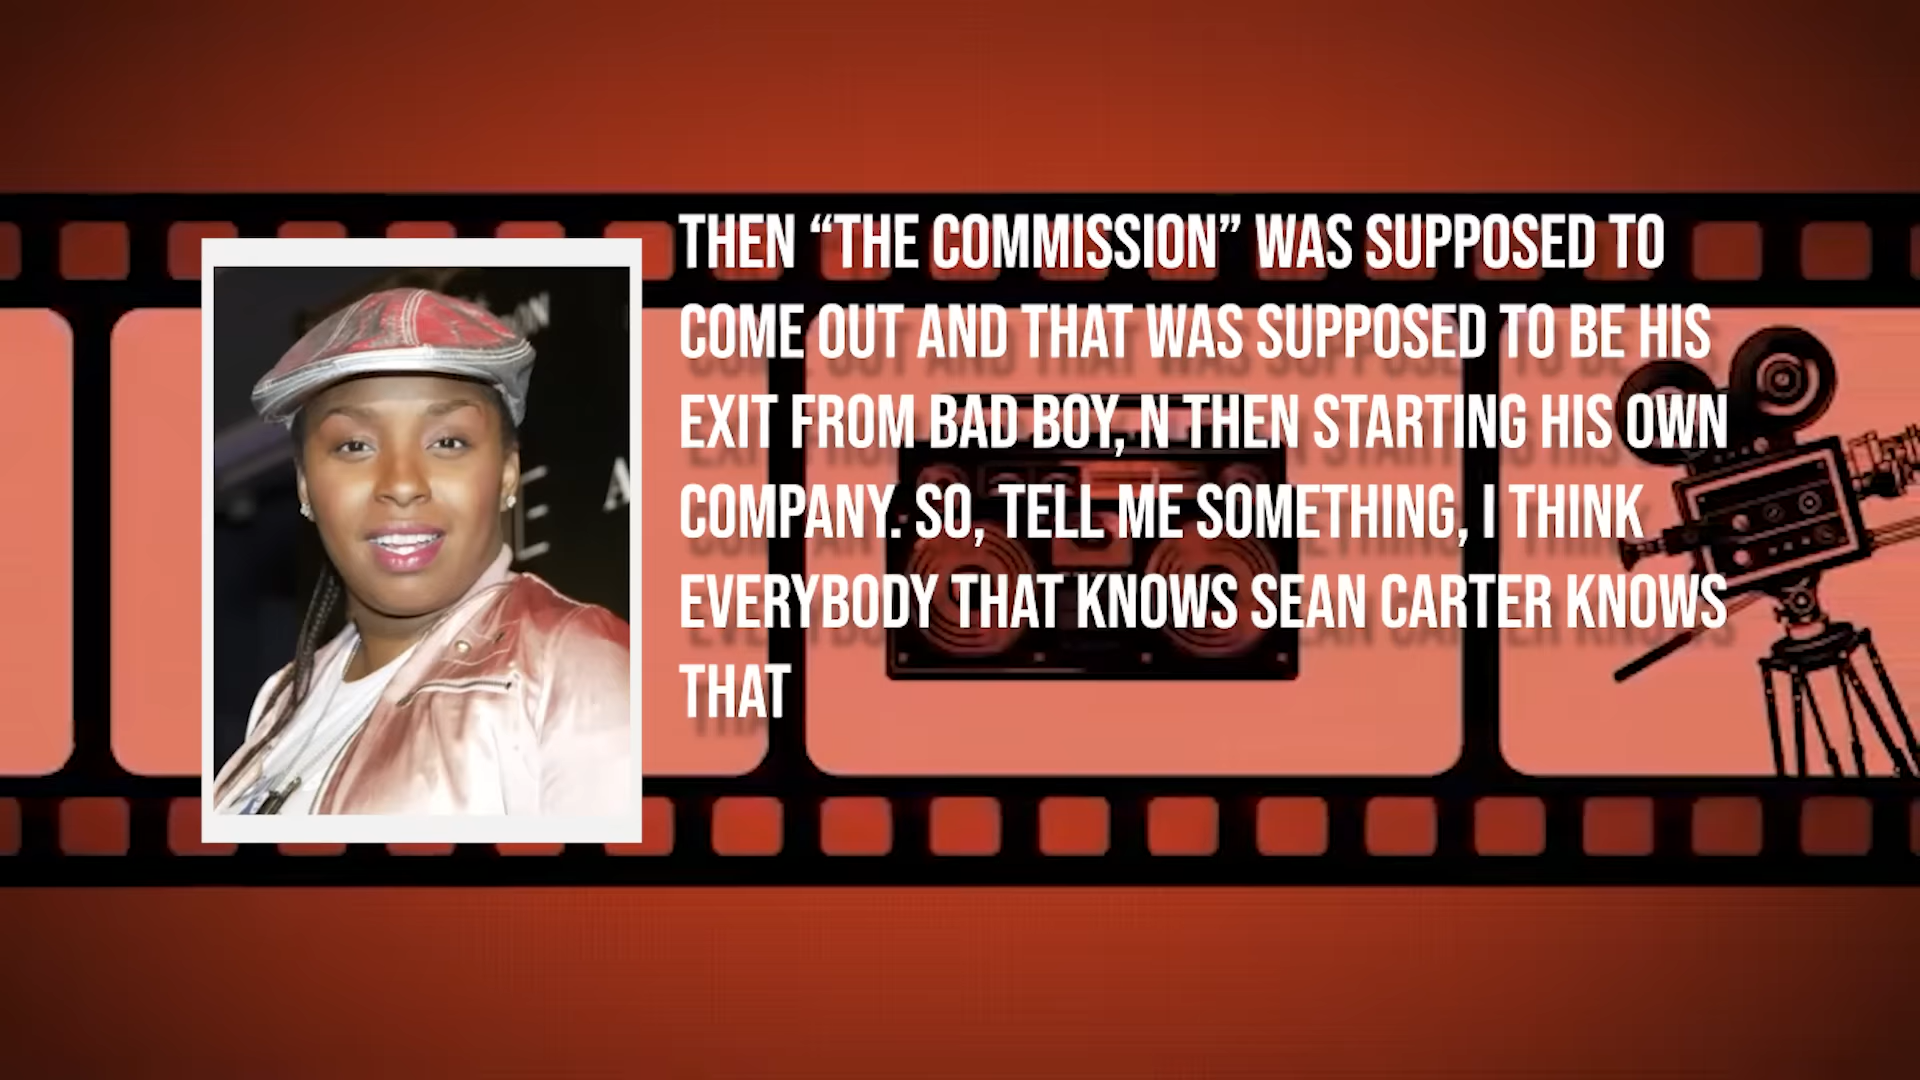 THEN “THE COMMISSION” WAS SUPPOSED TO
COME OUT AND THAT WAS SUPPOSED TO BE HIS
EXIT FROM BAD BOY, N THEN STARTING HIS OWN
COMPANY. SO, TELL ME SOMETHING, I THINK
EVERYBODY THAT KNOWS SEAN CARTER KNOWS
THAT